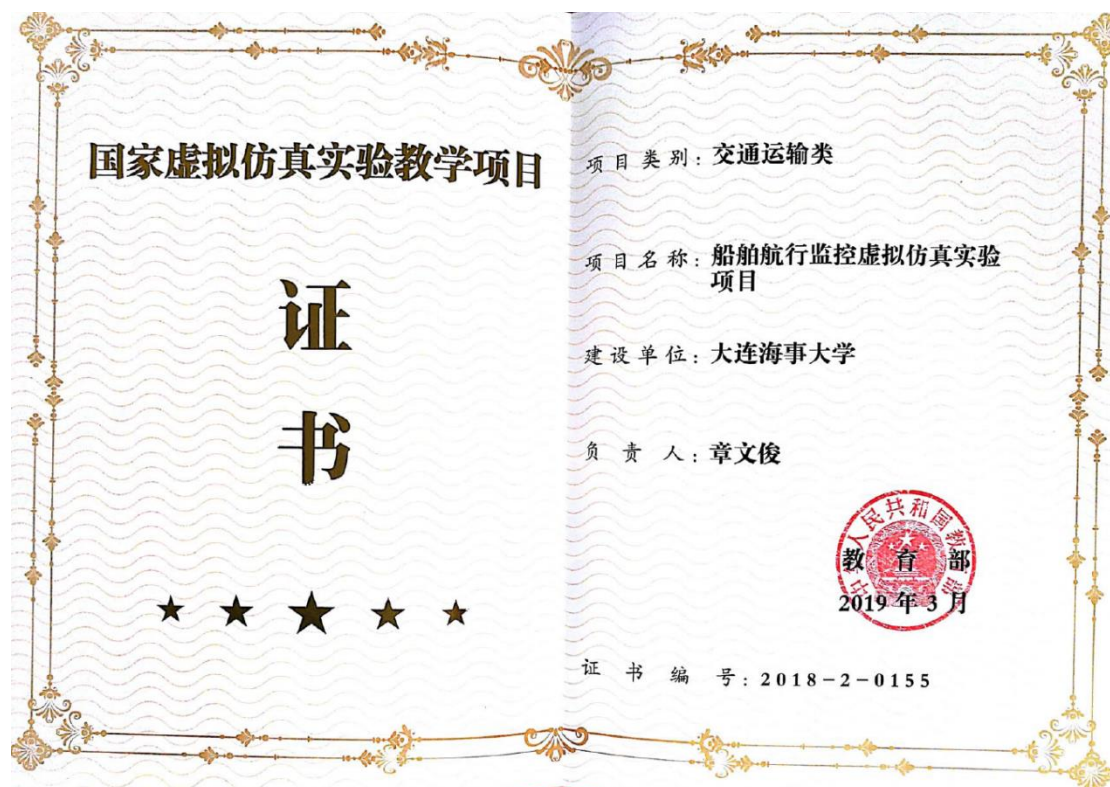 国家虚拟仿真实验教学项目
证
书
项目类别：交通运输类
项目名称：船舶航行监控虚拟仿真实验
项目
建设单位：大连海事大学
负责人：章文俊
中华人民共和国教育部
教育部
2019年3月
证书编号：2018-2-0155